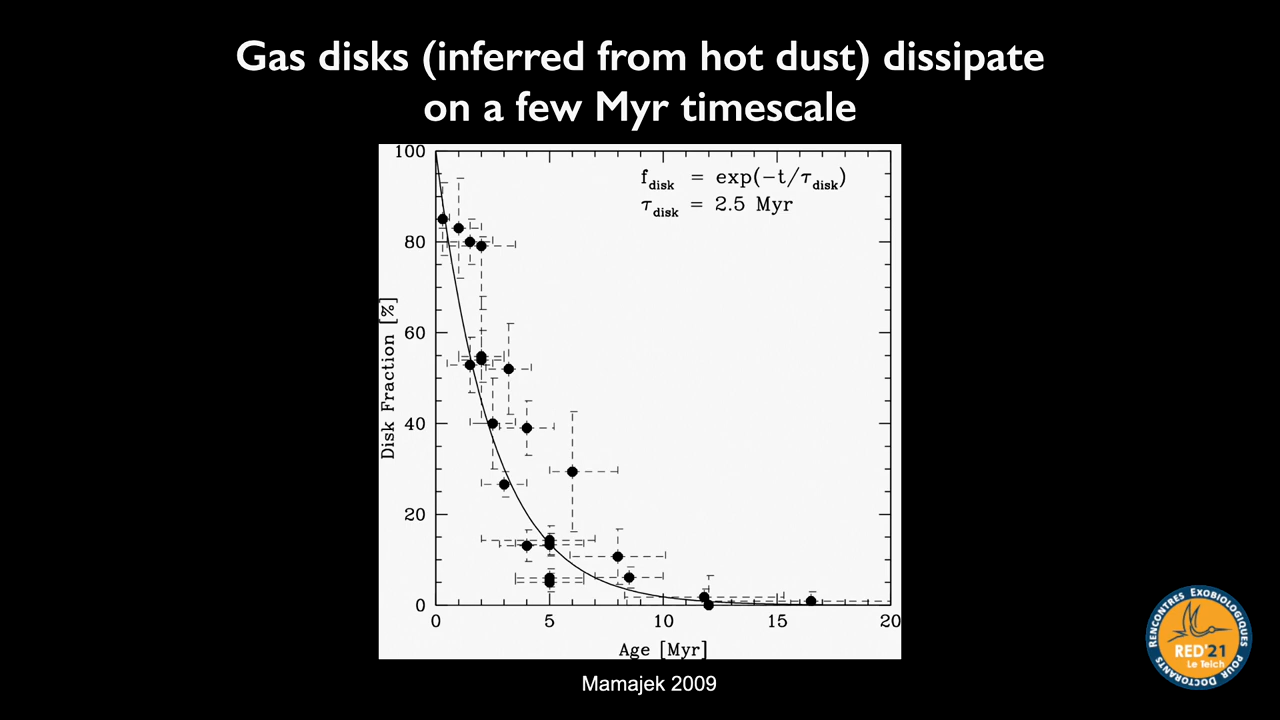 Gas disks (inferred from hot dust) dissipate
on a few Myr timescale
f_disk = exp(−t/τ_disk)
τ_disk = 2.5 Myr
100
80
60
40
20
0
Disk Fraction [%]
0 5 10 15 20
Age [Myr]
Mamajek 2009
RENCONTRES EXOBIOLOGIQUES
POUR DOCTORANTS
RED'21
Le Teich